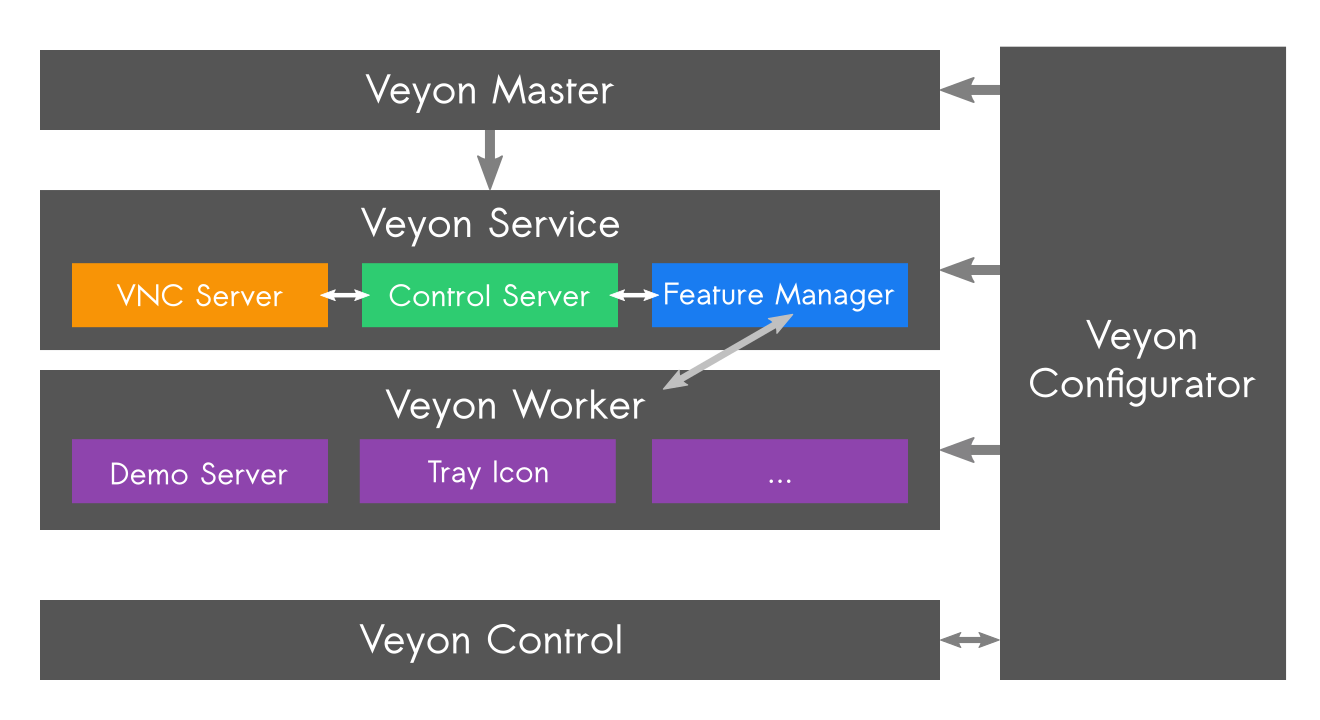 Veyon Master
Veyon Service
VNC Server
Control Server
Feature Manager
Veyon Worker
Demo Server
Tray Icon
...
Veyon Control
Veyon
Configurator